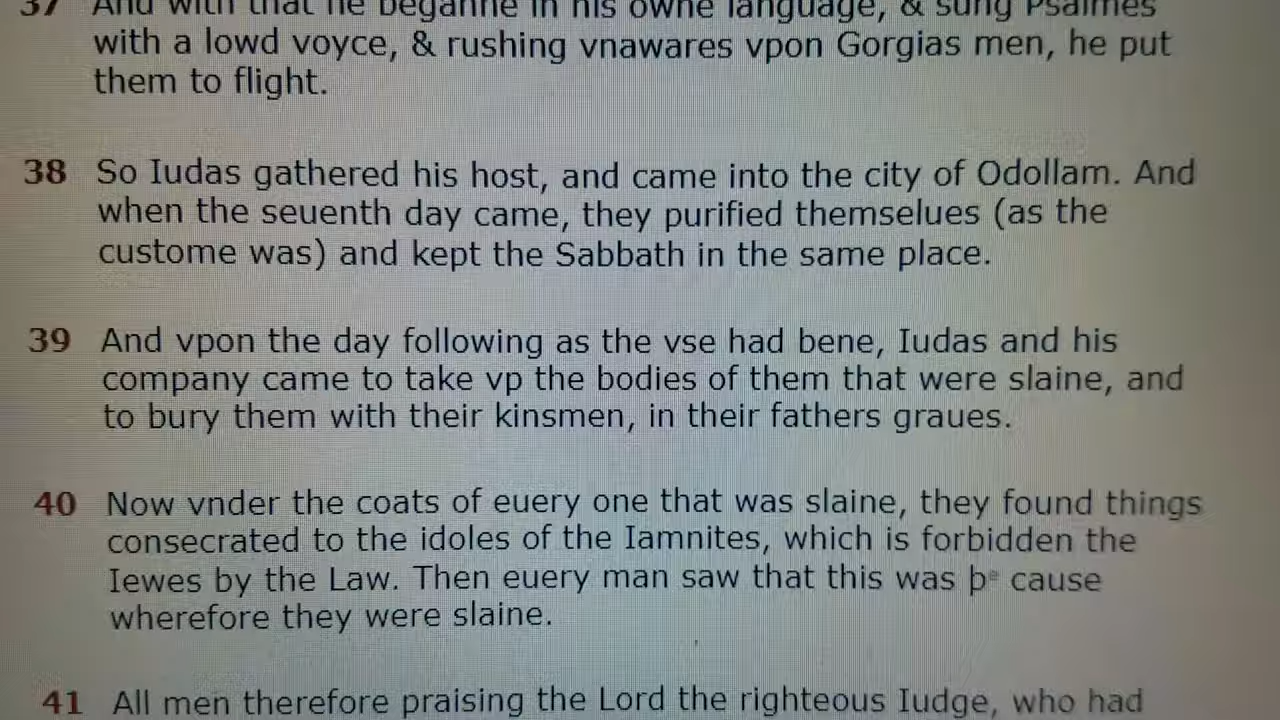 37 And with that he beganne in his owne language, & sung Psalmes
with a lowd voyce, & rushing vnawares vpon Gorgias men, he put
them to flight.
38 So Iudas gathered his host, and came into the city of Odollam. And
when the seuenth day came, they purified themselues (as the
custome was) and kept the Sabbath in the same place.
39 And vpon the day following as the vse had bene, Iudas and his
company came to take vp the bodies of them that were slaine, and
to bury them with their kinsmen, in their fathers graues.
40 Now vnder the coats of euery one that was slaine, they found things
consecrated to the idoles of the Iamnites, which is forbidden the
Iewes by the Law. Then euery man saw that this was þᵉ cause
wherefore they were slaine.
41 All men therefore praising the Lord the righteous Iudge, who had